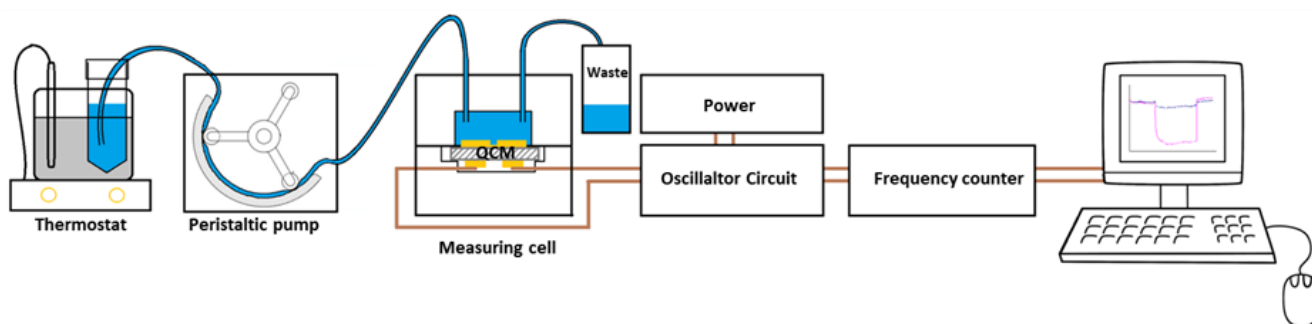 Thermostat
Peristaltic pump
QCM
Measuring cell
Waste
Power
Oscillaltor Circuit
Frequency counter